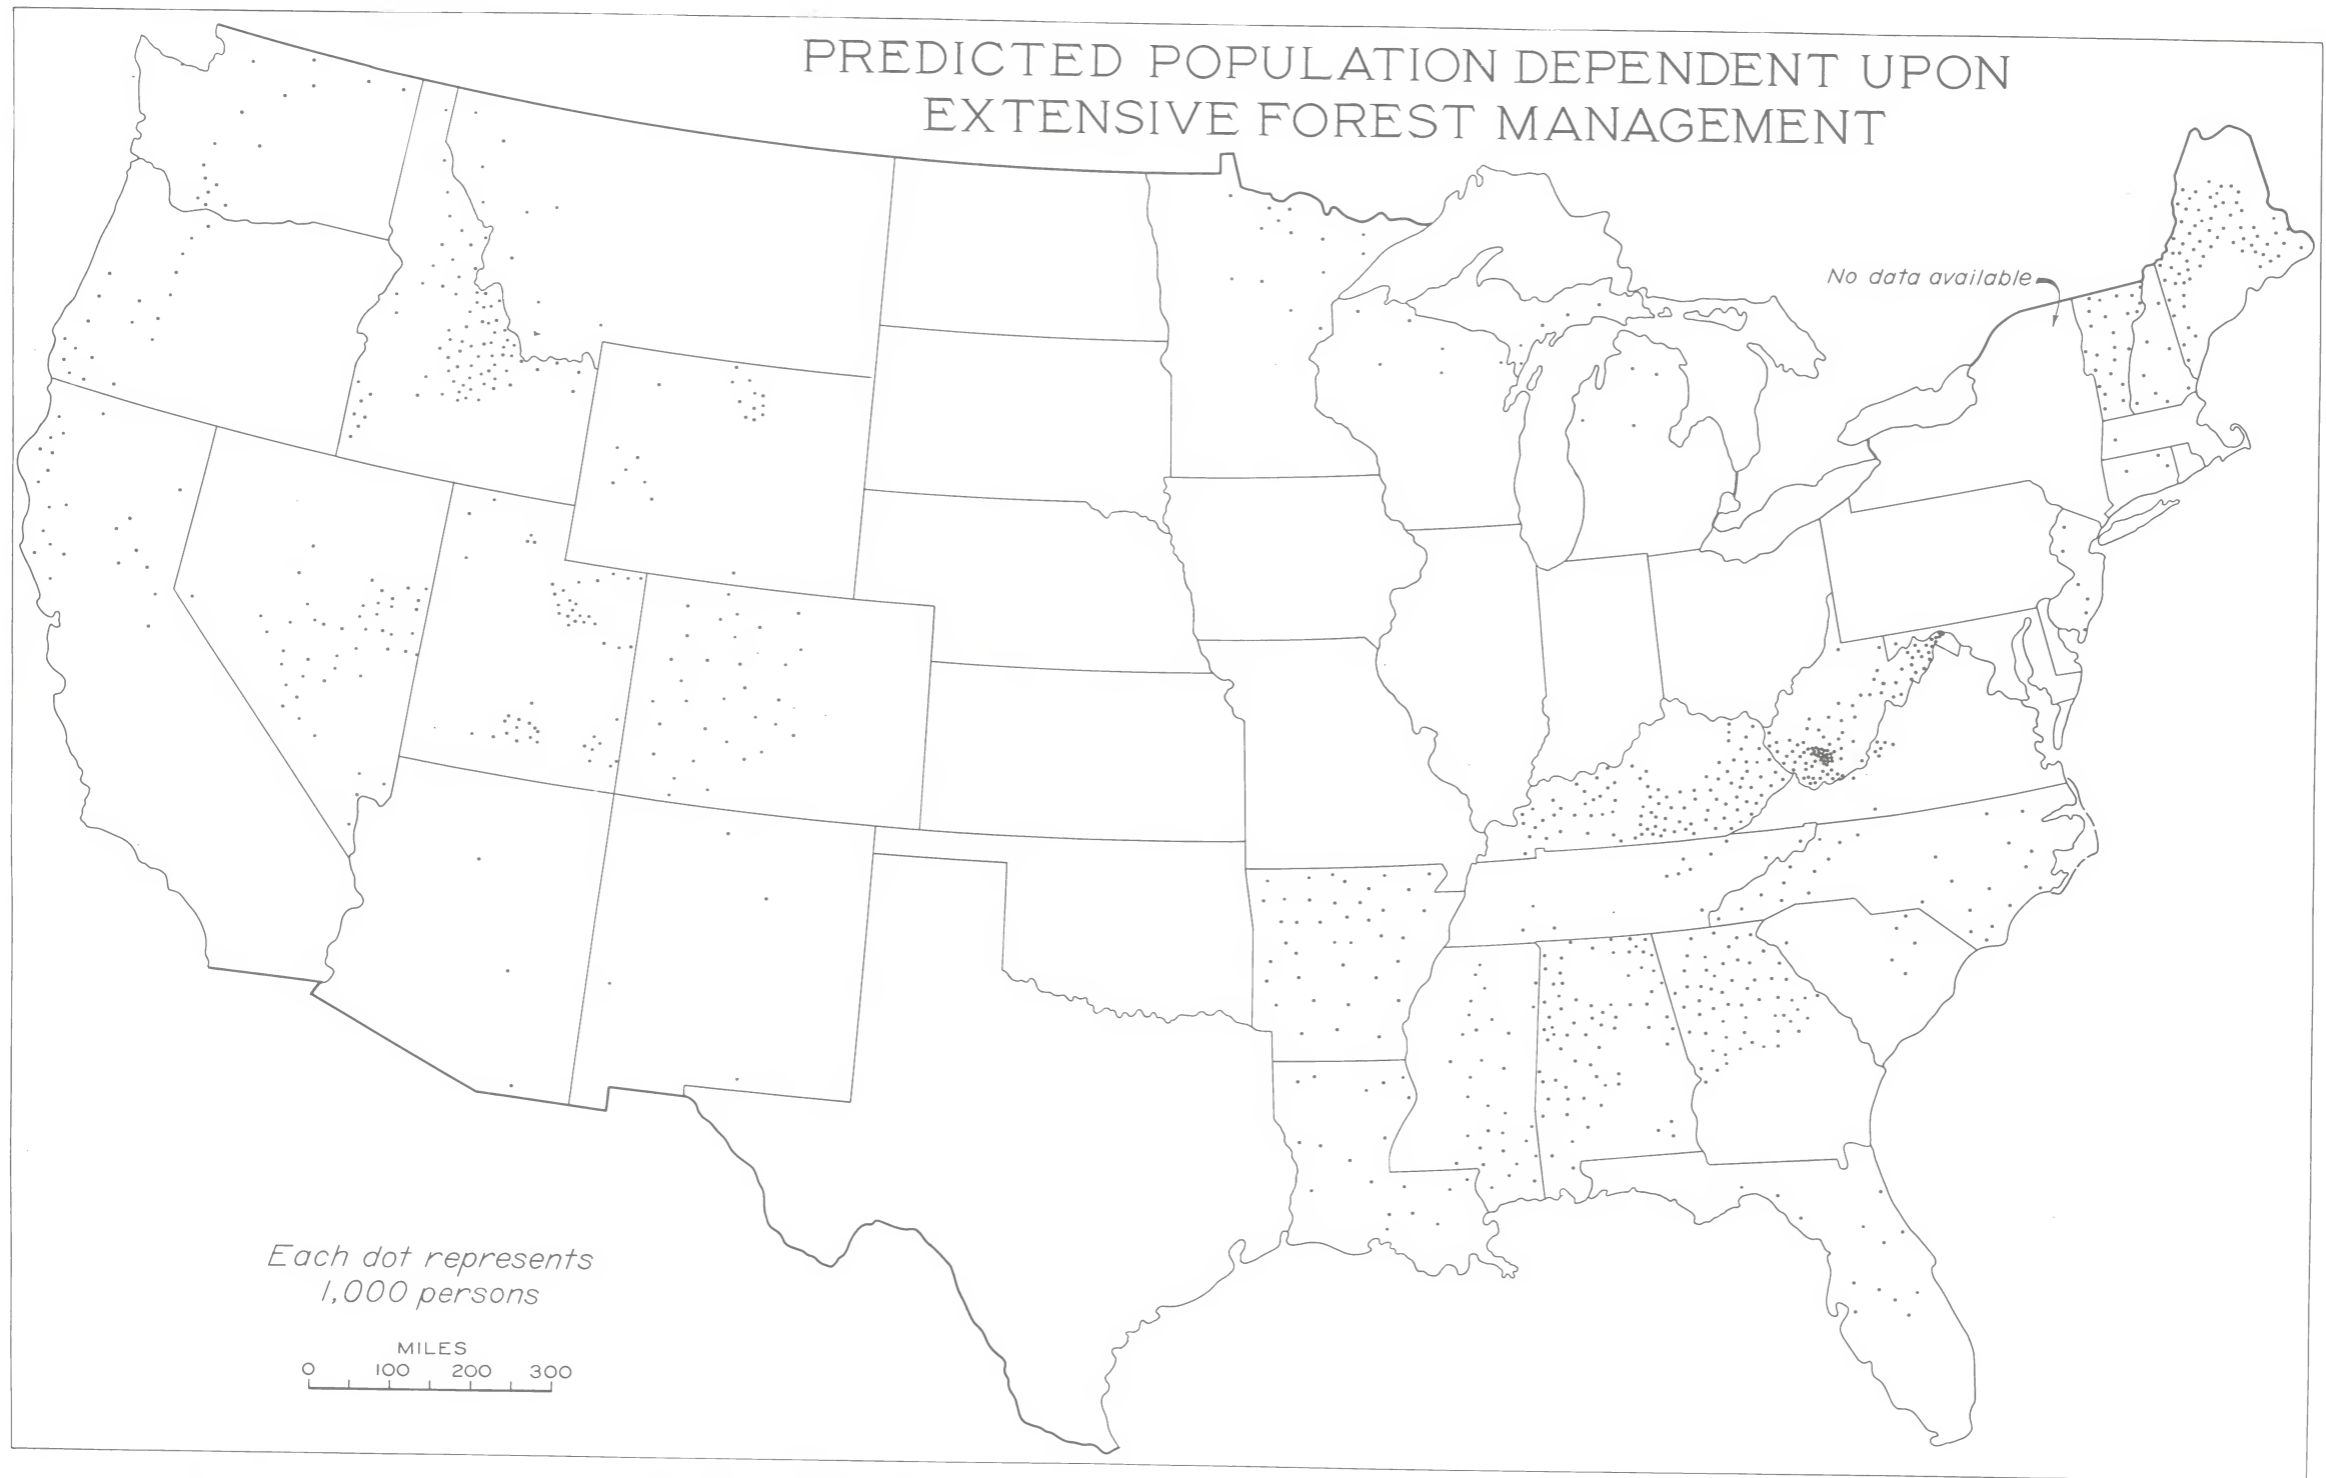 PREDICTED POPULATION DEPENDENT UPON
EXTENSIVE FOREST MANAGEMENT
No data available
Each dot represents
1,000 persons
MILES
0 100 200 300